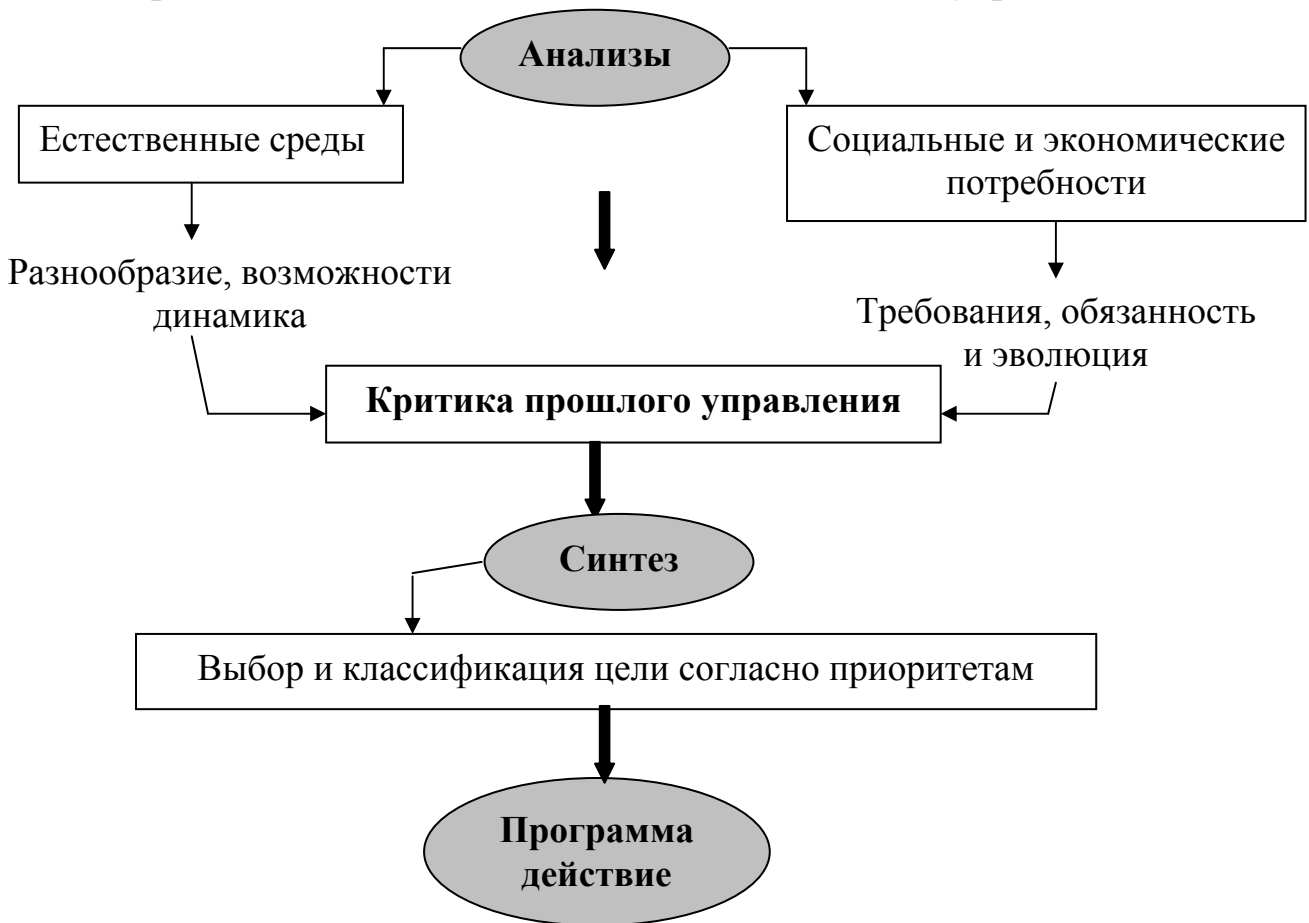 Анализы
Естественные среды
Социальные и экономические
потребности
Разнообразие, возможности
динамика
Требования, обязанность
и эволюция
Критика прошлого управления
Синтез
Выбор и классификация цели согласно приоритетам
Программа
действие